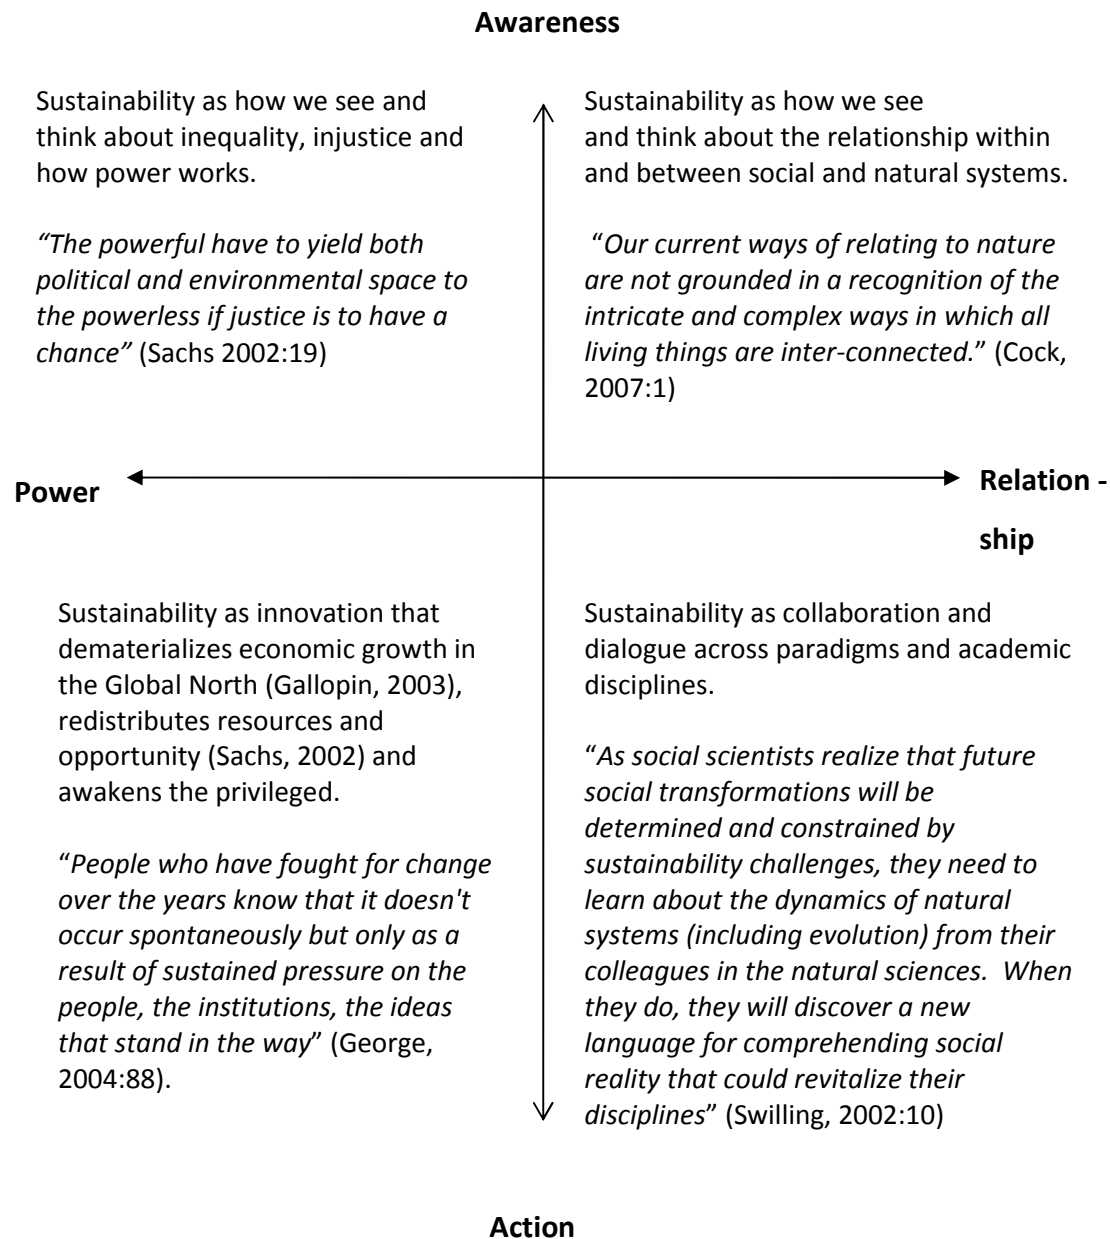 Awareness
Sustainability as how we see and
think about inequality, injustice and
how power works.
“The powerful have to yield both
political and environmental space to
the powerless if justice is to have a
chance” (Sachs 2002:19)
Sustainability as how we see
and think about the relationship within
and between social and natural systems.
“Our current ways of relating to nature
are not grounded in a recognition of the
intricate and complex ways in which all
living things are inter-connected.” (Cock,
2007:1)
Power
Relation -
ship
Sustainability as innovation that
dematerializes economic growth in
the Global North (Gallopin, 2003),
redistributes resources and
opportunity (Sachs, 2002) and
awakens the privileged.
“People who have fought for change
over the years know that it doesn't
occur spontaneously but only as a
result of sustained pressure on the
people, the institutions, the ideas
that stand in the way” (George,
2004:88).
Sustainability as collaboration and
dialogue across paradigms and academic
disciplines.
“As social scientists realize that future
social transformations will be
determined and constrained by
sustainability challenges, they need to
learn about the dynamics of natural
systems (including evolution) from their
colleagues in the natural sciences.  When
they do, they will discover a new
language for comprehending social
reality that could revitalize their
disciplines” (Swilling, 2002:10)
Action